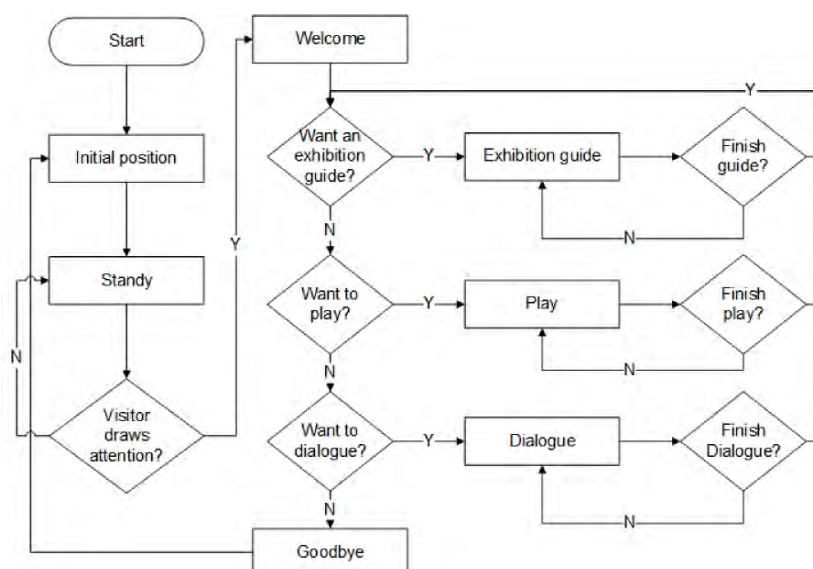 Start
Initial position
Standy
Visitor
draws
attention?
N
Y
Welcome
Want an
exhibition
guide?
Y
Exhibition guide
Finish
guide?
Y
N
N
Want to
play?
Y
Play
Finish
play?
N
N
Want to
dialogue?
Y
Dialogue
Finish
Dialogue?
N
N
Goodbye